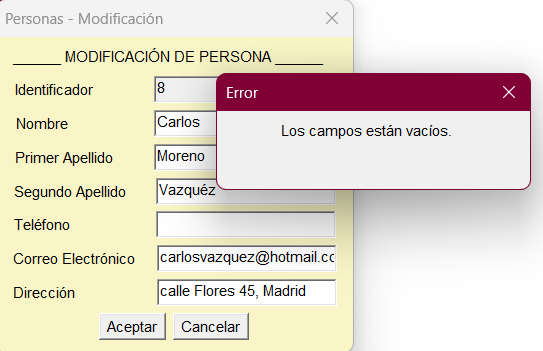 Personas - Modificación
______ MODIFICACIÓN DE PERSONA ______
Identificador 8
Error
Nombre Carlos
Los campos están vacíos.
Primer Apellido Moreno
Segundo Apellido Vazquéz
Teléfono
Correo Electrónico carlosvazquez@hotmail.cc
Dirección calle Flores 45, Madrid
Aceptar Cancelar